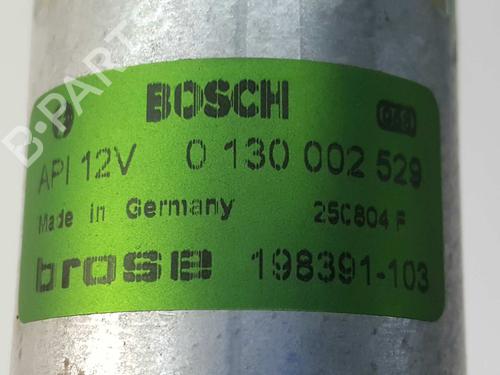 BOSCH
API 12V 0 130 002 529
Made in Germany 25C804 F
brose 198391-103
B-PARTS